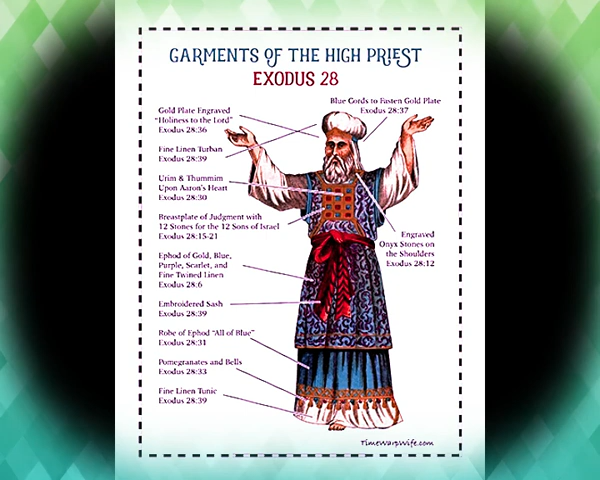 GARMENTS OF THE HIGH PRIEST
EXODUS 28
Blue Cords to Fasten Gold Plate
Exodus 28:37
Gold Plate Engraved
"Holiness to the Lord"
Exodus 28:36
Fine Linen Turban
Exodus 28:39
Urim & Thummim
Upon Aaron's Heart
Exodus 28:30
Breastplate of Judgment with
12 Stones for the 12 Sons of Israel
Exodus 28:15-21
Engraved
Onyx Stones on
the Shoulders
Exodus 28:12
Ephod of Gold, Blue,
Purple, Scarlet, and
Fine Twined Linen
Exodus 28:6
Embroidered Sash
Exodus 28:39
Robe of Ephod "All of Blue"
Exodus 28:31
Pomegranates and Bells
Exodus 28:33
Fine Linen Tunic
Exodus 28:39
TimeWarpWife.com